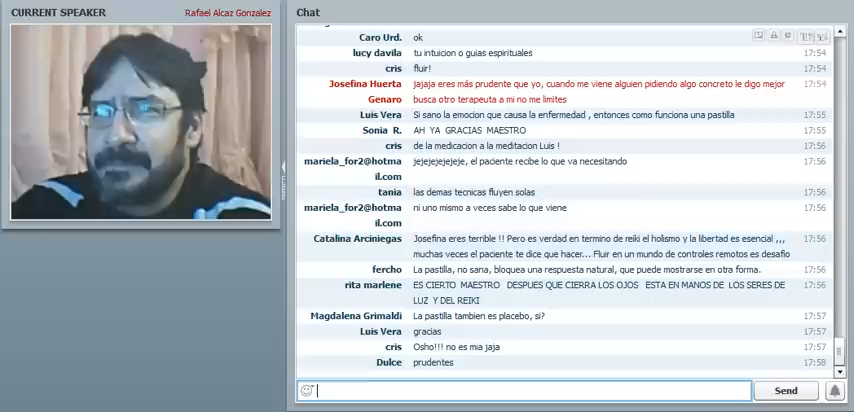 CURRENT SPEAKER
Rafael Alcaz Gonzalez
Chat
Caro Urd. ok
lucy davila tu intuicion o guias espirituales 17:54
cris fluir! 17:54
Josefina Huerta jajaja eres más prudente que yo, cuando me viene alguien pidiendo algo concreto le digo mejor 17:54
Genaro busca otro terapeuta a mi no me limites
Luis Vera Si sano la emocion que causa la enfermedad , entonces como funciona una pastilla 17:55
Sonia R. AH YA GRACIAS MAESTRO 17:55
cris de la medicacion a la meditacion Luis ! 17:56
mariela_for2@hotma jejejejejejeje, el paciente recibe lo que va necesitando 17:56
il.com
tania las demas tecnicas fluyen solas 17:56
mariela_for2@hotma ni uno mismo a veces sabe lo que viene 17:56
il.com
Catalina Arciniegas Josefina eres terrible !! Pero es verdad en termino de reiki el holismo y la libertad es esencial ,,, 17:56
muchas veces el paciente te dice que hacer... Fluir en un mundo de controles remotos es desafio
fercho La pastilla, no sana, bloquea una respuesta natural, que puede mostrarse en otra forma. 17:56
rita marlene ES CIERTO MAESTRO DESPUES QUE CIERRA LOS OJOS ESTA EN MANOS DE LOS SERES DE 17:56
LUZ Y DEL REIKI
Magdalena Grimaldi La pastilla tambien es placebo, si? 17:57
Luis Vera gracias 17:57
cris Osho!!! no es mia jaja 17:57
Dulce prudentes 17:58
Send